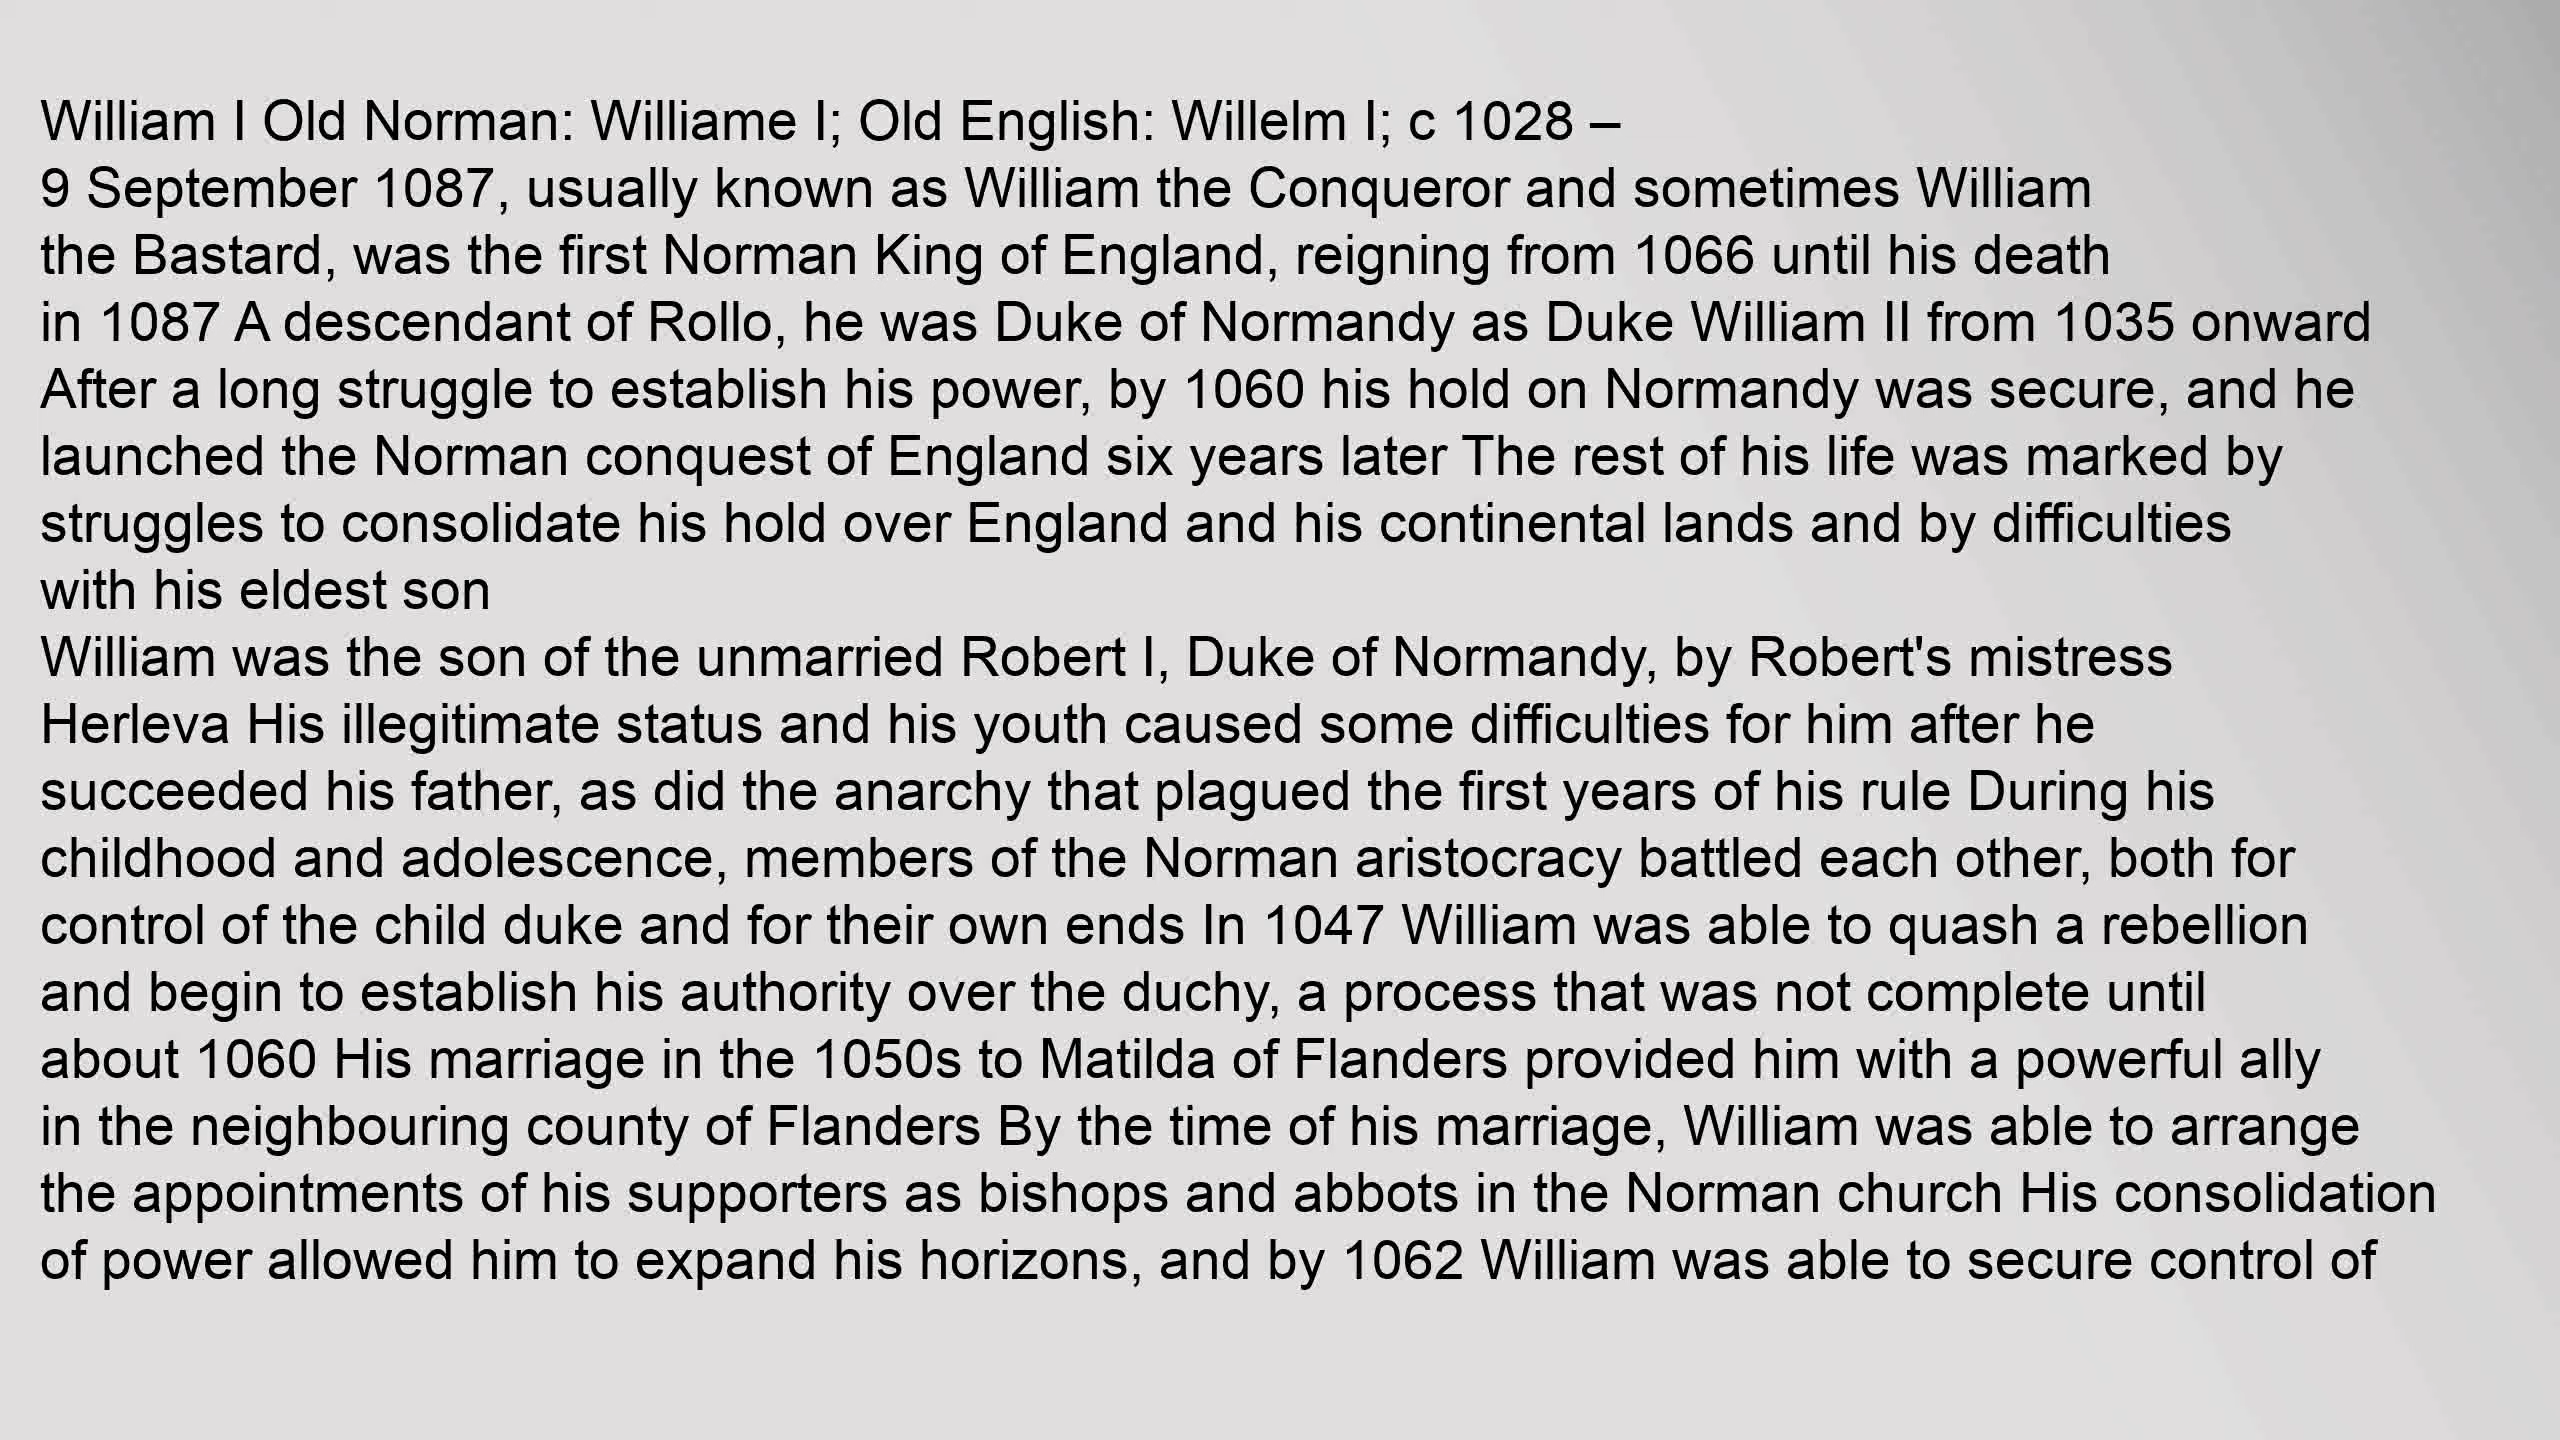 William I Old Norman: Williame I; Old English: Willelm I; c 1028 –
9 September 1087, usually known as William the Conqueror and sometimes William
the Bastard, was the first Norman King of England, reigning from 1066 until his death
in 1087 A descendant of Rollo, he was Duke of Normandy as Duke William II from 1035 onward
After a long struggle to establish his power, by 1060 his hold on Normandy was secure, and he
launched the Norman conquest of England six years later The rest of his life was marked by
struggles to consolidate his hold over England and his continental lands and by difficulties
with his eldest son
William was the son of the unmarried Robert I, Duke of Normandy, by Robert's mistress
Herleva His illegitimate status and his youth caused some difficulties for him after he
succeeded his father, as did the anarchy that plagued the first years of his rule During his
childhood and adolescence, members of the Norman aristocracy battled each other, both for
control of the child duke and for their own ends In 1047 William was able to quash a rebellion
and begin to establish his authority over the duchy, a process that was not complete until
about 1060 His marriage in the 1050s to Matilda of Flanders provided him with a powerful ally
in the neighbouring county of Flanders By the time of his marriage, William was able to arrange
the appointments of his supporters as bishops and abbots in the Norman church His consolidation
of power allowed him to expand his horizons, and by 1062 William was able to secure control of